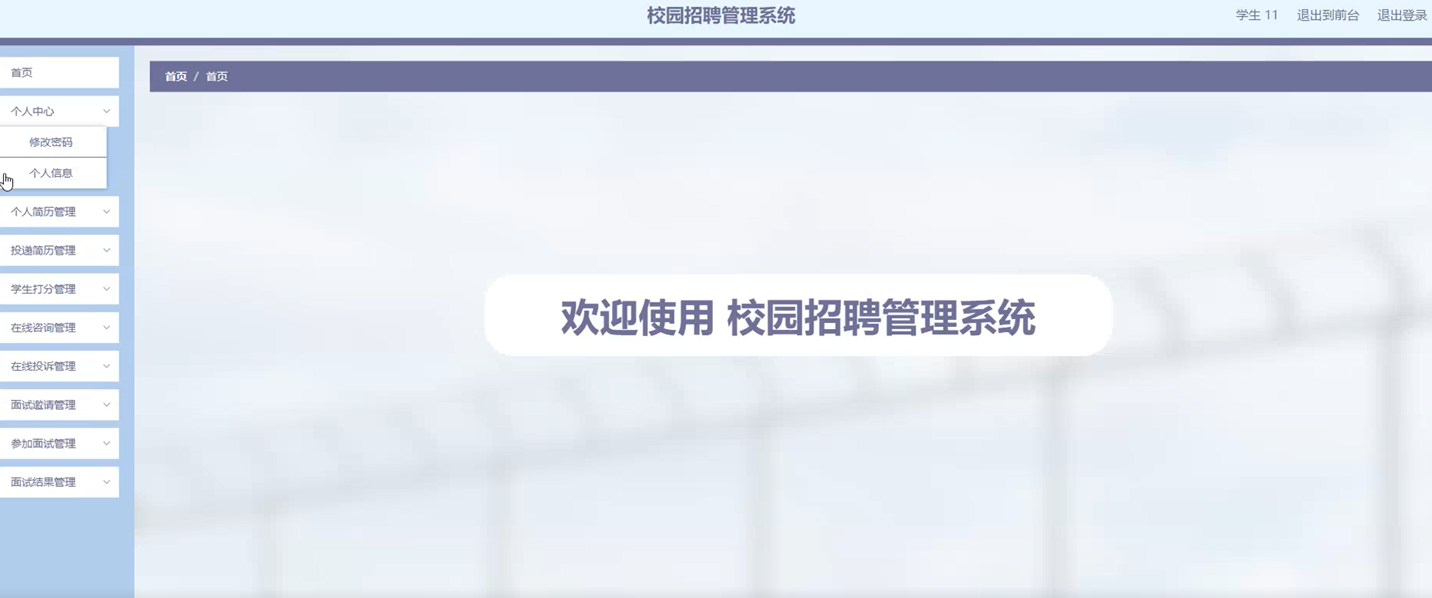 校园招聘管理系统
学生 11 退出到前台 退出登录
首页
个人中心
修改密码
个人信息
个人简历管理
投递简历管理
学生打分管理
在线咨询管理
在线投诉管理
面试邀请管理
参加面试管理
面试结果管理
首页 / 首页
欢迎使用 校园招聘管理系统